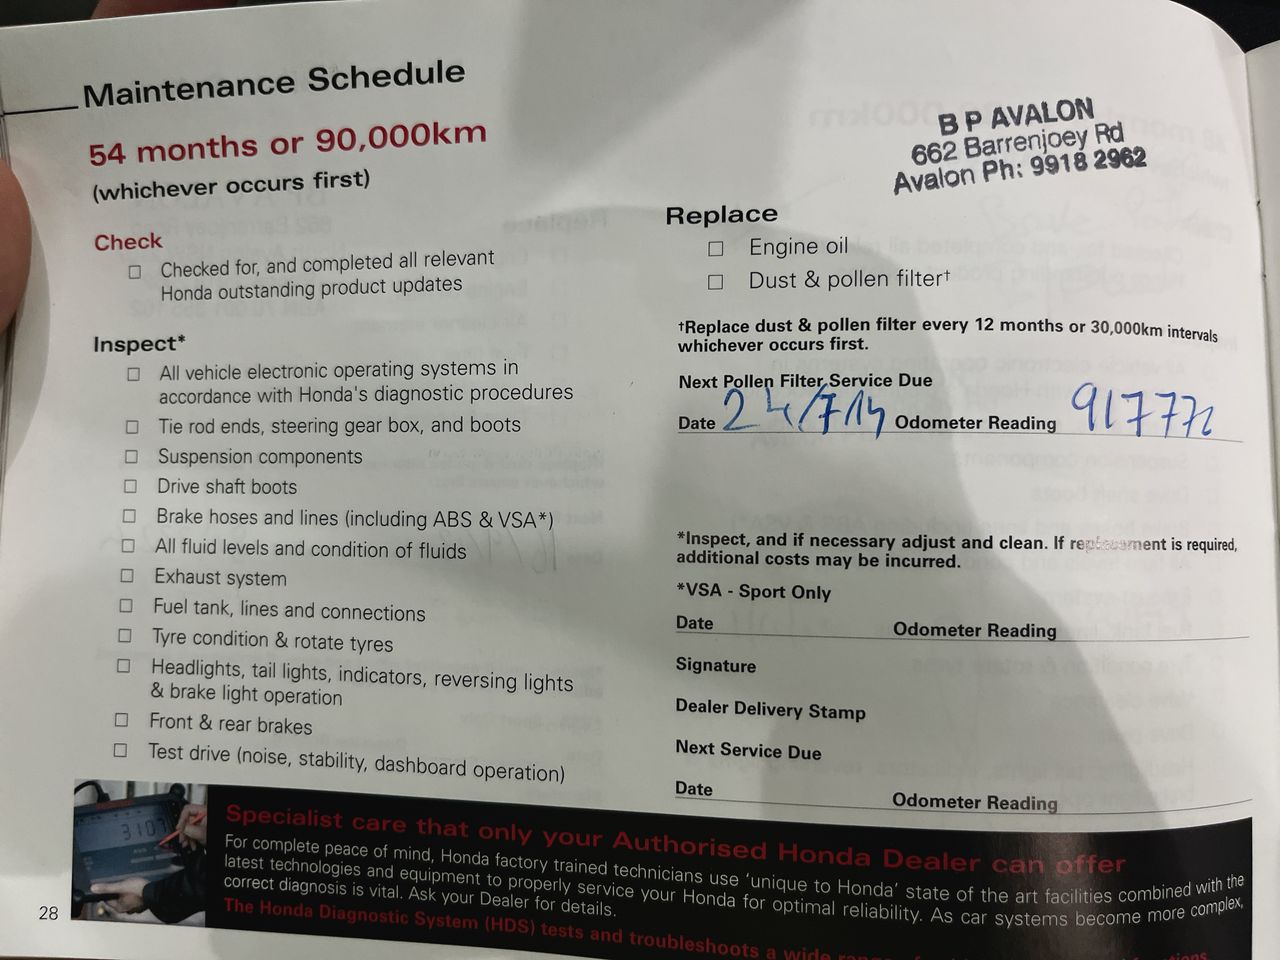 Maintenance Schedule
54 months or 90,000km
(whichever occurs first)
Check
☐ Checked for, and completed all relevant
Honda outstanding product updates
Inspect*
☐ All vehicle electronic operating systems in
accordance with Honda's diagnostic procedures
☐ Tie rod ends, steering gear box, and boots
☐ Suspension components
☐ Drive shaft boots
☐ Brake hoses and lines (including ABS & VSA*)
☐ All fluid levels and condition of fluids
☐ Exhaust system
☐ Fuel tank, lines and connections
☐ Tyre condition & rotate tyres
☐ Headlights, tail lights, indicators, reversing lights
& brake light operation
☐ Front & rear brakes
☐ Test drive (noise, stability, dashboard operation)
B P AVALON
662 Barrenjoey Rd
Avalon Ph: 9918 2962
Replace
☐ Engine oil
☐ Dust & pollen filter†
†Replace dust & pollen filter every 12 months or 30,000km intervals
whichever occurs first.
Next Pollen Filter Service Due
Date 24/7/14 Odometer Reading 91777
*Inspect, and if necessary adjust and clean. If replacement is required,
additional costs may be incurred.
*VSA - Sport Only
Date Odometer Reading
Signature
Dealer Delivery Stamp
Next Service Due
Date Odometer Reading
3107
Specialist care that only your Authorised Honda Dealer can offer
For complete peace of mind, Honda factory trained technicians use 'unique to Honda' state of the art facilities combined with the
latest technologies and equipment to properly service your Honda for optimal reliability. As car systems become more complex,
correct diagnosis is vital. Ask your Dealer for details.
The Honda Diagnostic System (HDS) tests and troubleshoots a wide
28